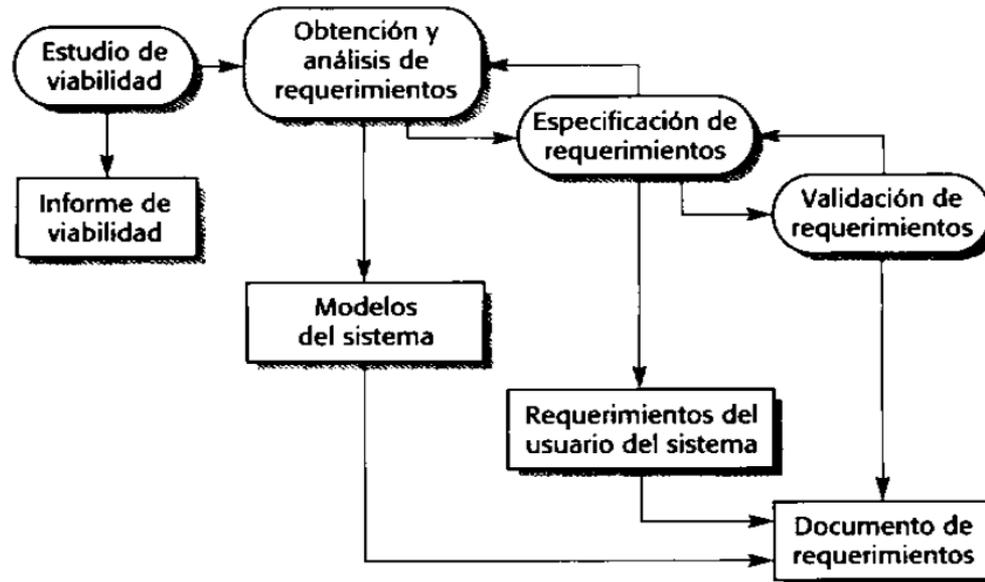 Estudio de
viabilidad
Obtención y
análisis de
requerimientos
Especificación de
requerimientos
Validación de
requerimientos
Informe de
viabilidad
Modelos
del sistema
Requerimientos del
usuario del sistema
Documento de
requerimientos